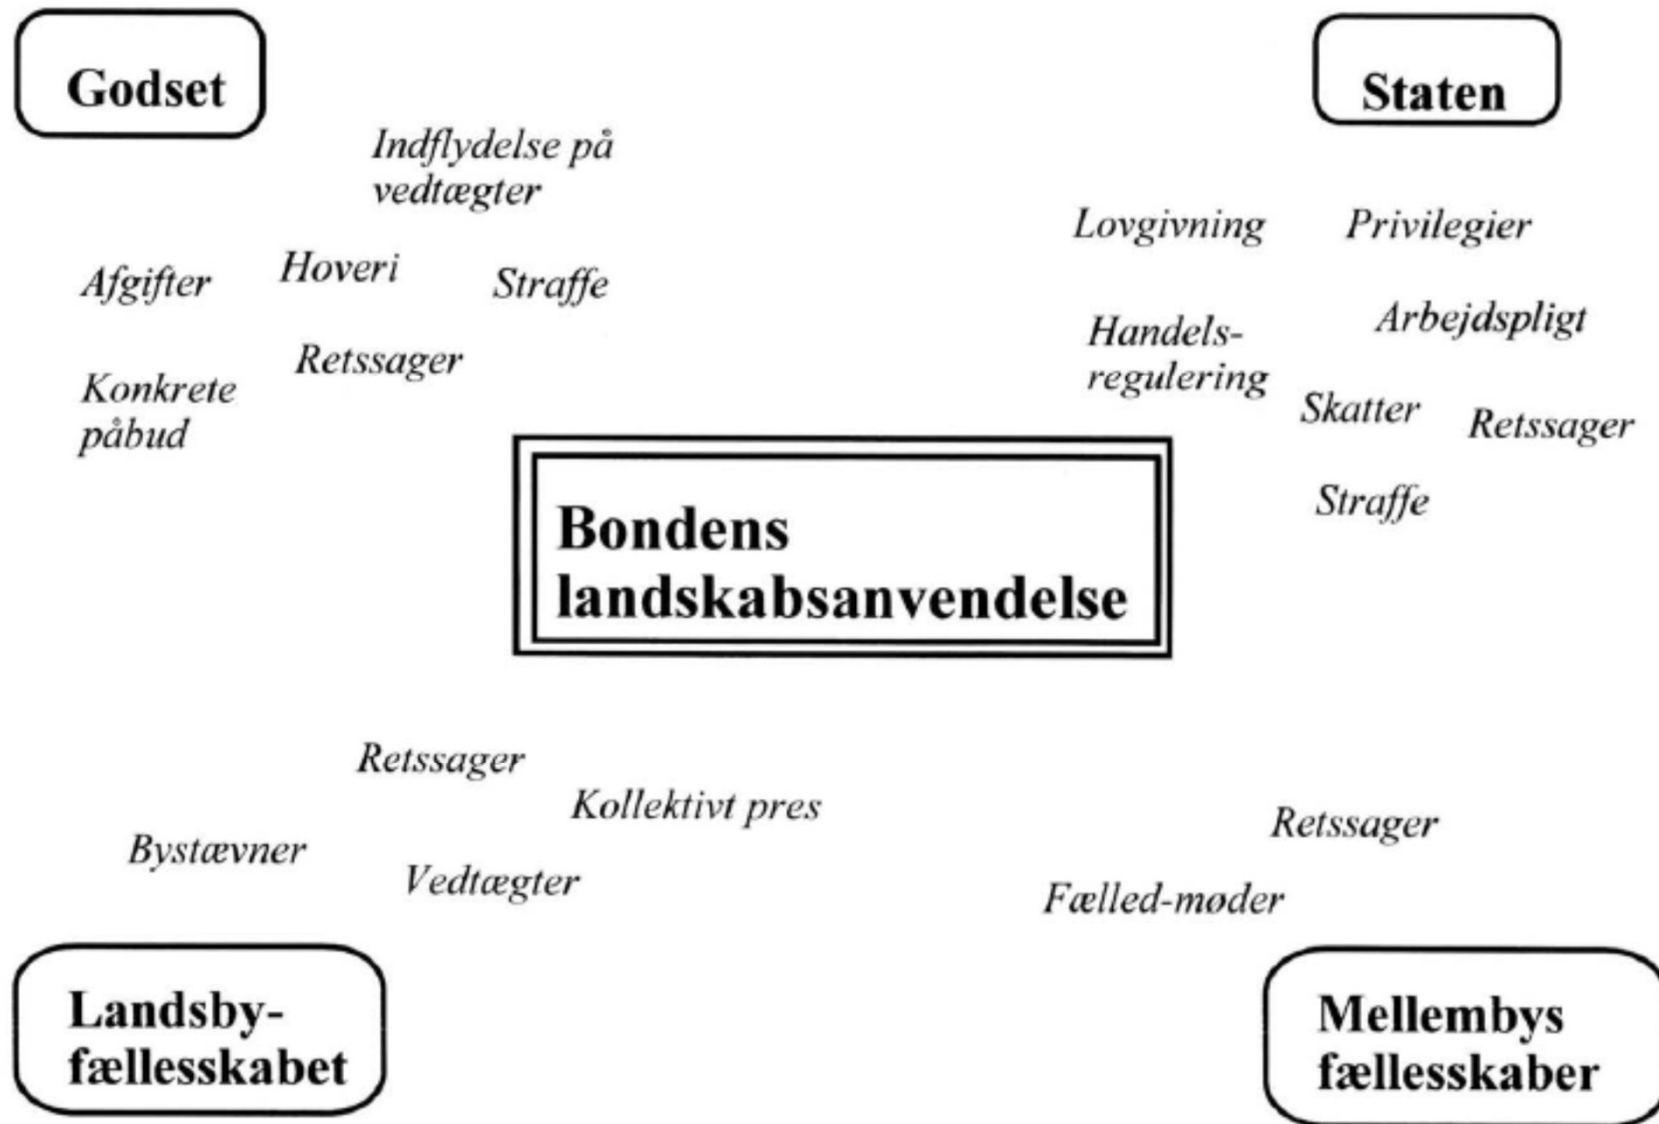 Godset
Staten
Indflydelse på
vedtægter
Lovgivning
Privilegier
Afgifter
Hoveri
Straffe
Handels-
regulering
Arbejdspligt
Retssager
Konkrete
påbud
Skatter
Retssager
Straffe
Bondens
landskabsanvendelse
Retssager
Kollektivt pres
Bystævner
Vedtægter
Retssager
Fælled-møder
Landsby-
fællesskabet
Mellembys
fællesskaber